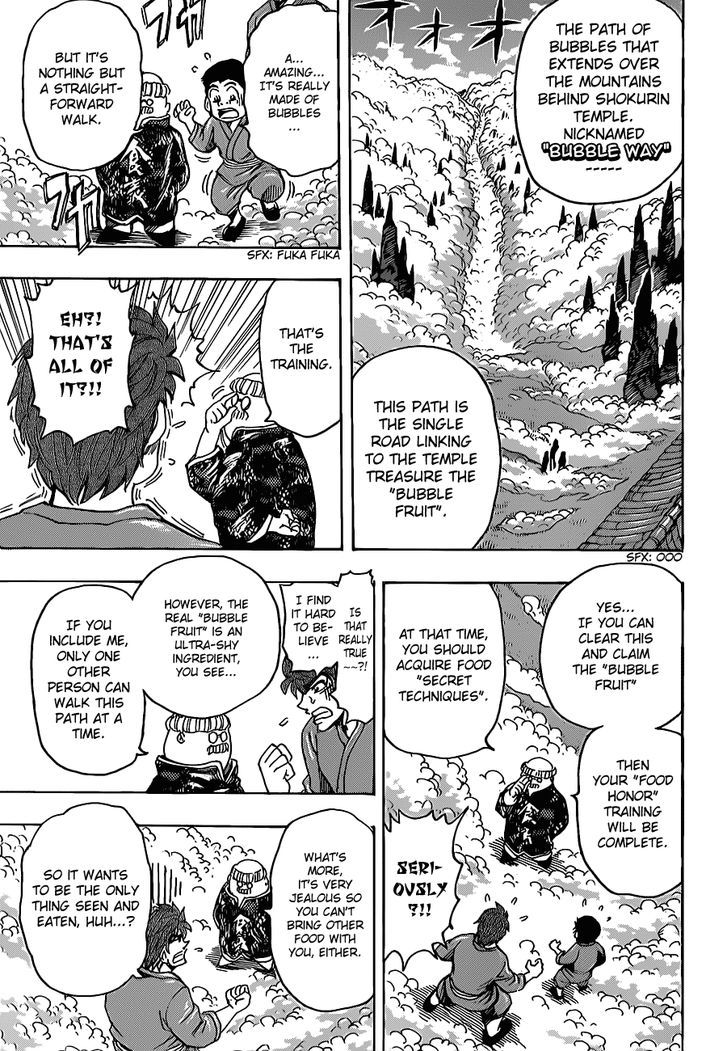 THE PATH OF
BUBBLES THAT
EXTENDS OVER
THE MOUNTAINS
BEHIND SHOKURIN
TEMPLE.
NICKNAMED
"BUBBLE WAY"
-----
THIS PATH IS
THE SINGLE
ROAD LINKING
TO THE TEMPLE
TREASURE THE
"BUBBLE
FRUIT".
SFX: OOO
A...
AMAZING...
IT'S REALLY
MADE OF
BUBBLES
...
BUT IT'S
NOTHING BUT
A STRAIGHT-
FORWARD
WALK.
フカ
フカ
SFX: FUKA FUKA
THAT'S
THE
TRAINING.
EH?!
THAT'S
ALL OF
IT?!!
YES...
IF YOU CAN
CLEAR THIS
AND CLAIM
THE "BUBBLE
FRUIT"
THEN
YOUR "FOOD
HONOR"
TRAINING
WILL BE
COMPLETE.
AT THAT TIME,
YOU SHOULD
ACQUIRE FOOD
"SECRET
TECHNIQUES".
SERI-
OUSLY
?!!
IS
THAT
REALLY
TRUE
~~?!
I FIND
IT HARD
TO BE-
LIEVE
...
HOWEVER, THE
REAL "BUBBLE
FRUIT" IS AN
ULTRA-SHY
INGREDIENT,
YOU SEE...
IF YOU
INCLUDE ME,
ONLY ONE
OTHER
PERSON CAN
WALK THIS
PATH AT A
TIME.
WHAT'S
MORE,
IT'S VERY
JEALOUS SO
YOU CAN'T
BRING OTHER
FOOD WITH
YOU, EITHER.
SO IT WANTS
TO BE THE ONLY
THING SEEN AND
EATEN, HUH...?